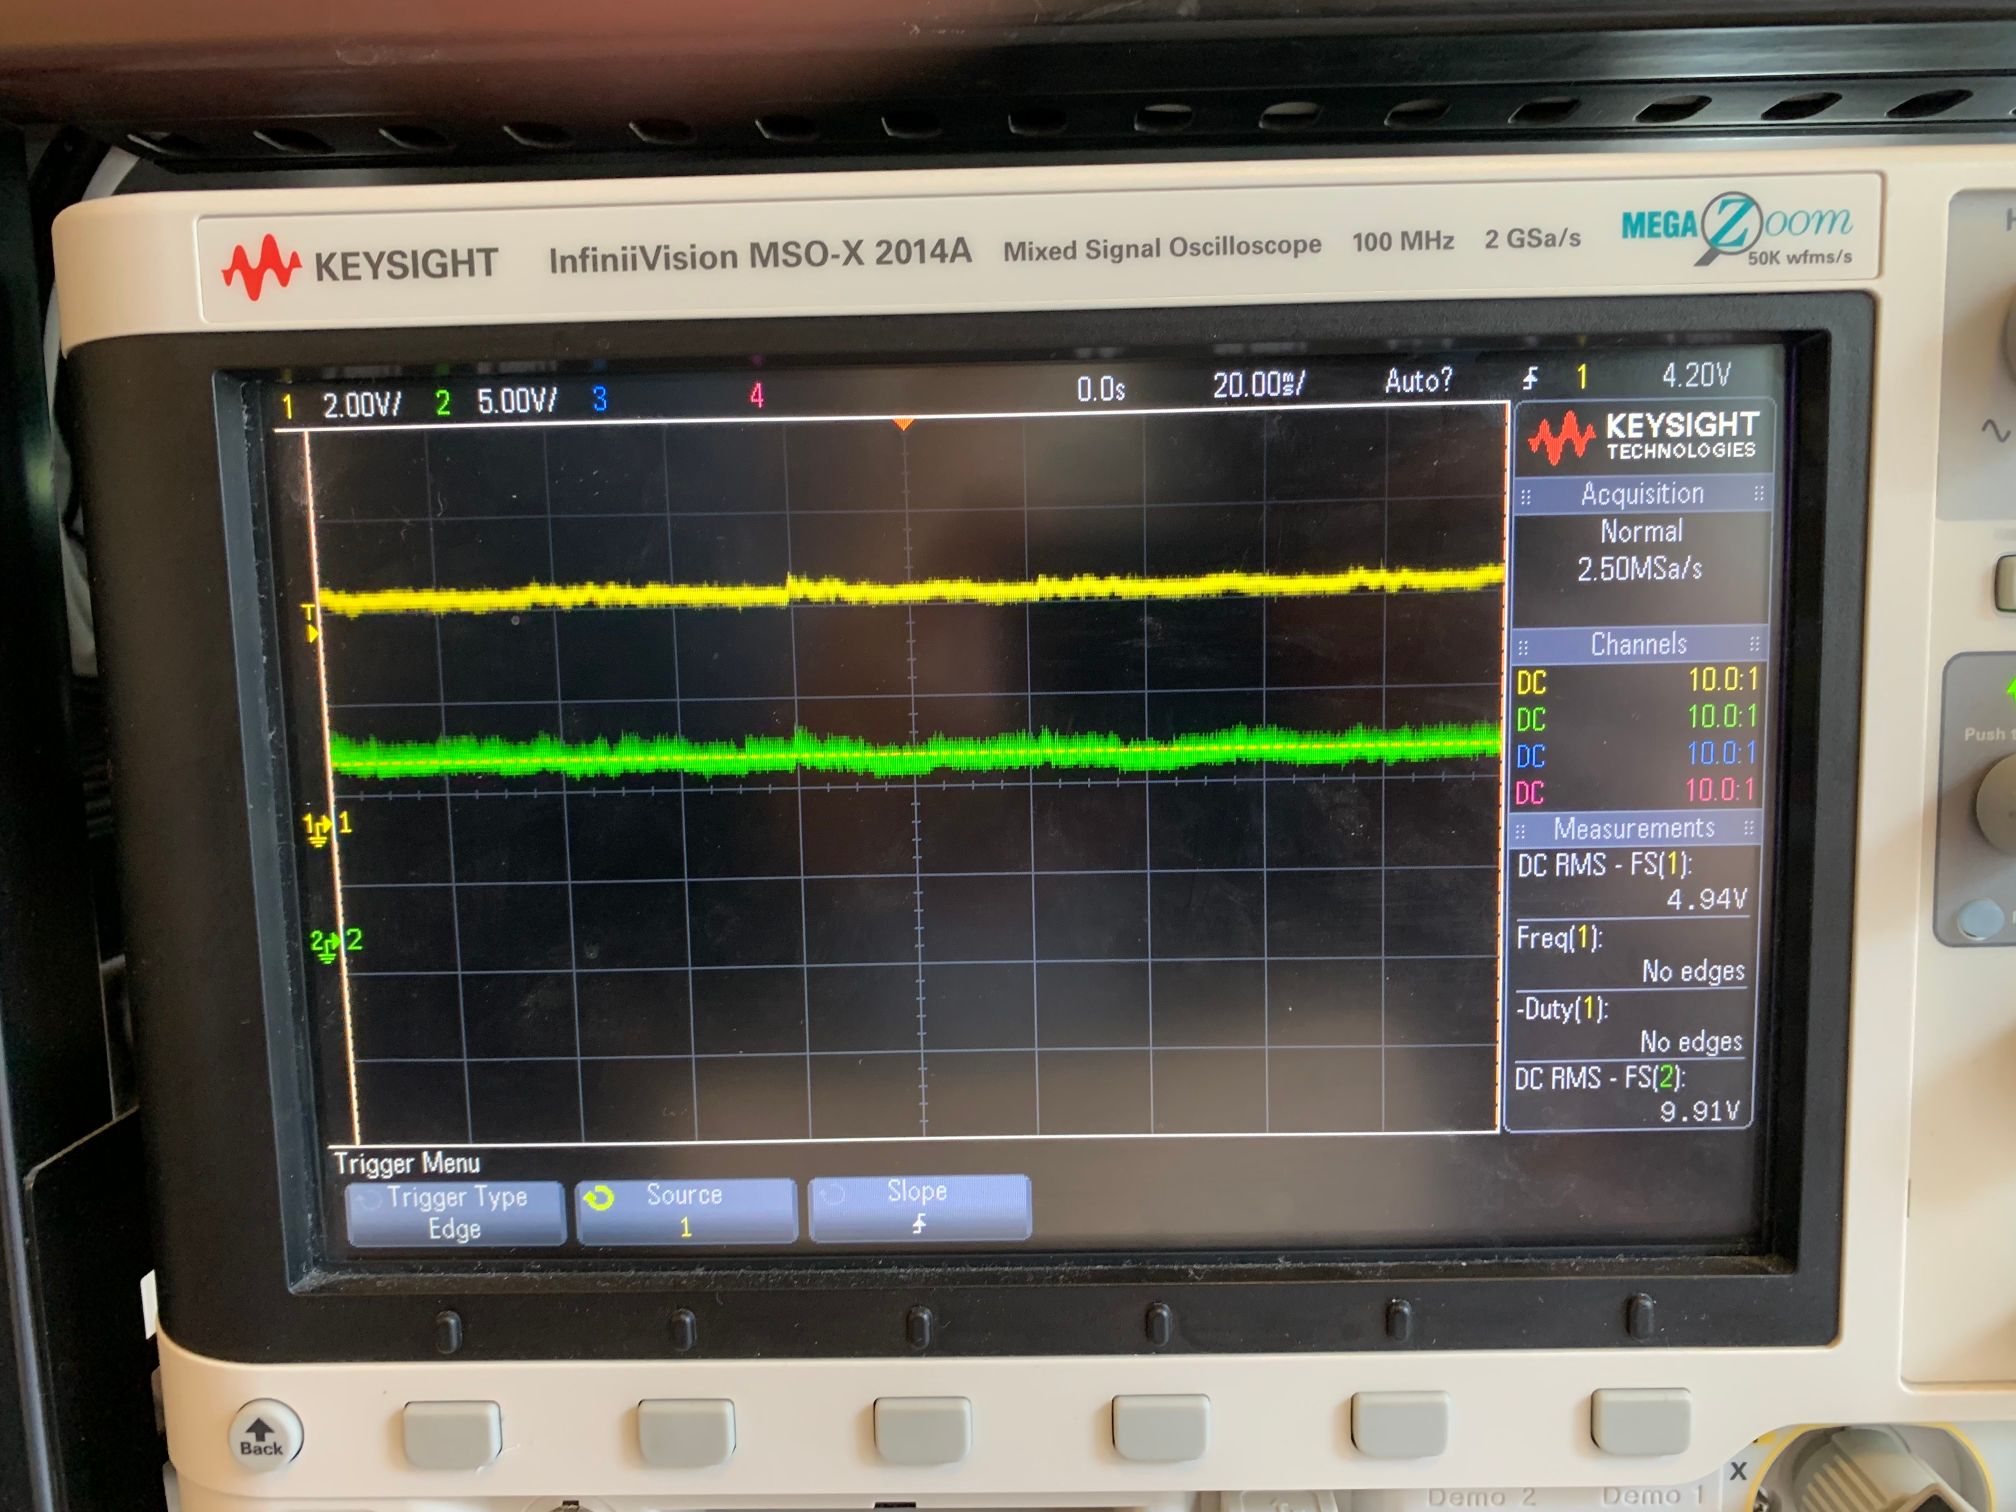 KEYSIGHT InfiniiVision MSO-X 2014A Mixed Signal Oscilloscope 100 MHz 2 GSa/s MEGA Zoom
50K wfms/s
1 2.00V/ 2 5.00V/ 3 4 0.0s 20.00ms/ Auto? 1 4.20V
KEYSIGHT
TECHNOLOGIES
Acquisition
Normal
2.50MSa/s
T
Channels
DC 10.0:1
DC 10.0:1
DC 10.0:1
DC 10.0:1
Push
1 1
Measurements
DC RMS - FS(1):
4.94V
2 2
Freq(1):
No edges
-Duty(1):
No edges
DC RMS - FS(2):
9.91V
Trigger Menu
Trigger Type
Edge
Source
1
Slope
Back
X
Demo 2 Demo 1